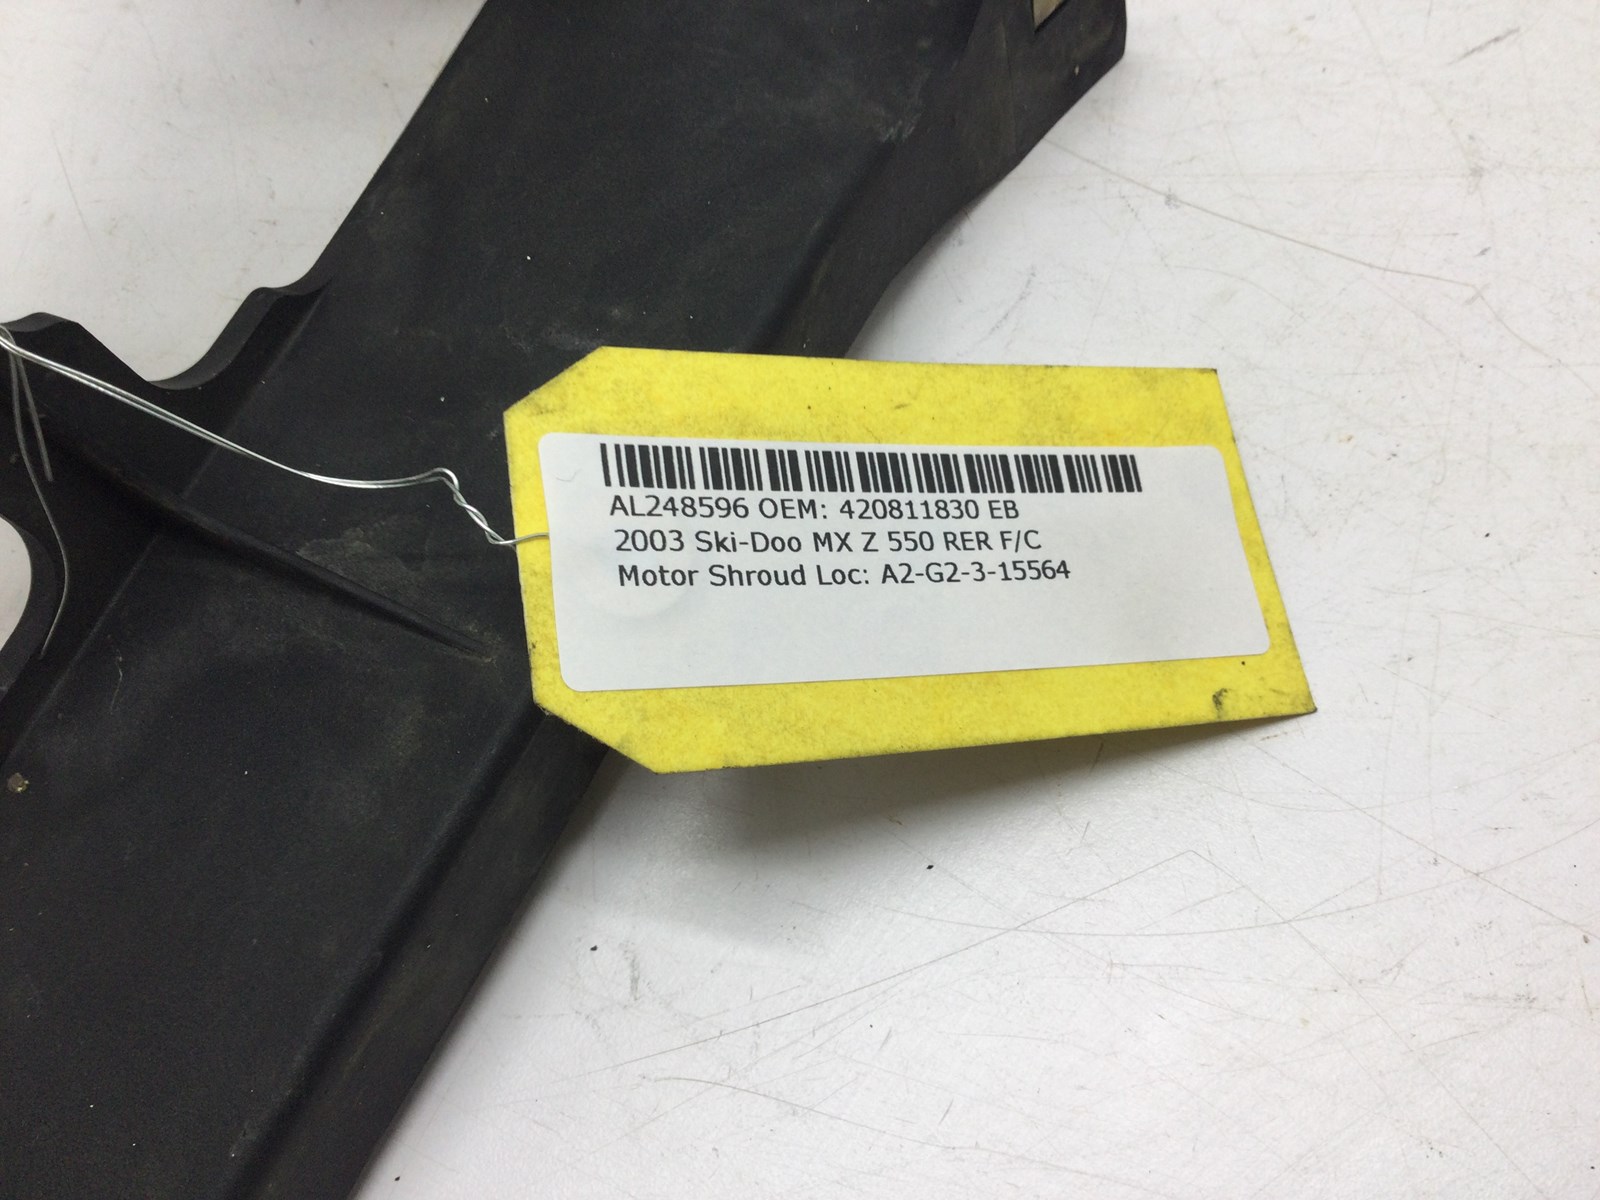 AL248596 OEM: 420811830 EB
2003 Ski-Doo MX Z 550 RER F/C
Motor Shroud Loc: A2-G2-3-15564